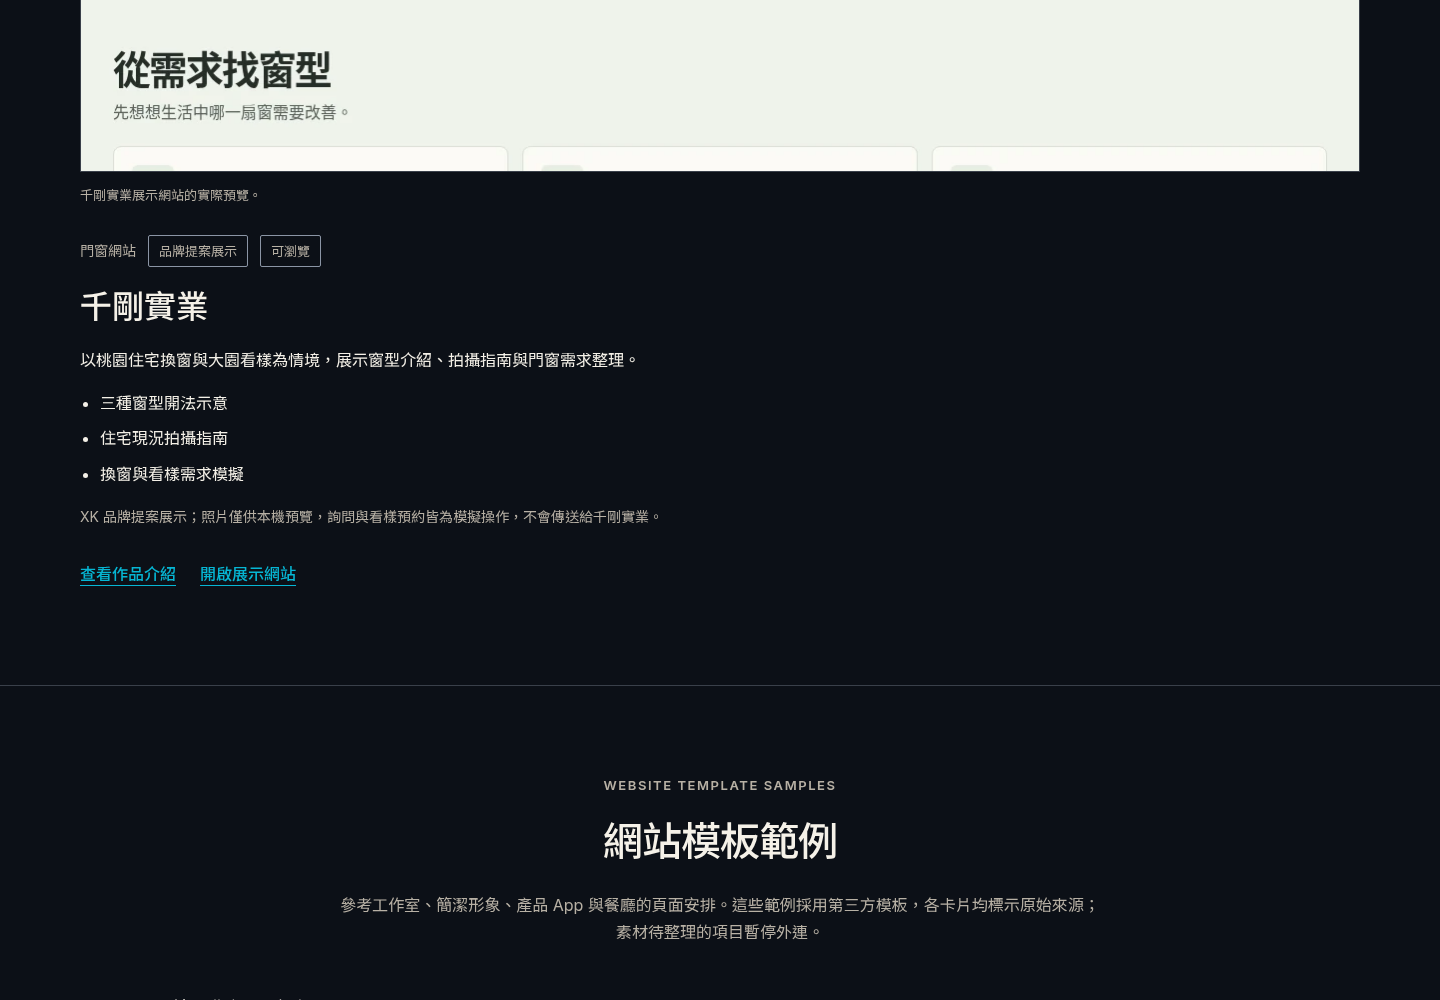 從需求找窗型
先想想生活中哪一扇窗需要改善。
千剛實業展示網站的實際預覽。
門窗網站
品牌提案展示
可瀏覽
千剛實業
以桃園住宅換窗與大園看樣為情境，展示窗型介紹、拍攝指南與門窗需求整理。
三種窗型開法示意
住宅現況拍攝指南
換窗與看樣需求模擬
XK 品牌提案展示；照片僅供本機預覽，詢問與看樣預約皆為模擬操作，不會傳送給千剛實業。
查看作品介紹
開啟展示網站
WEBSITE TEMPLATE SAMPLES
網站模板範例
參考工作室、簡潔形象、產品 App 與餐廳的頁面安排。這些範例採用第三方模板，各卡片均標示原始來源；
素材待整理的項目暫停外連。